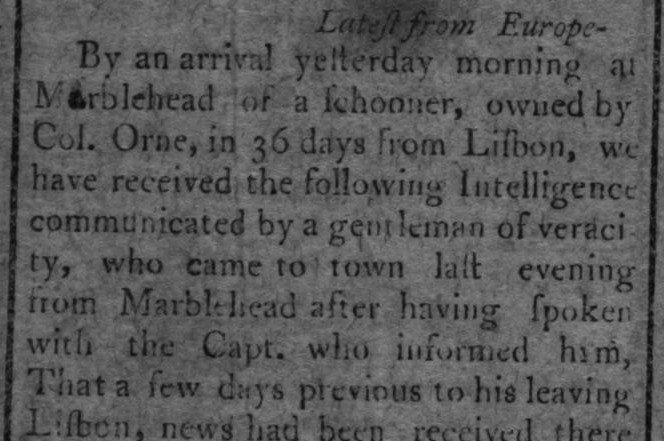 Lateſt from Europe-
By an arrival yeſterday morning at
Marblehead of a ſchooner, owned by
Col. Orne, in 36 days from Liſbon, we
have received the following Intelligence
communicated by a gentleman of veraci
ty, who came to town laſt evening
from Marblehead after having ſpoken
with the Capt. who informed him,
That a few days previous to his leaving
Liſbon, news had been received there